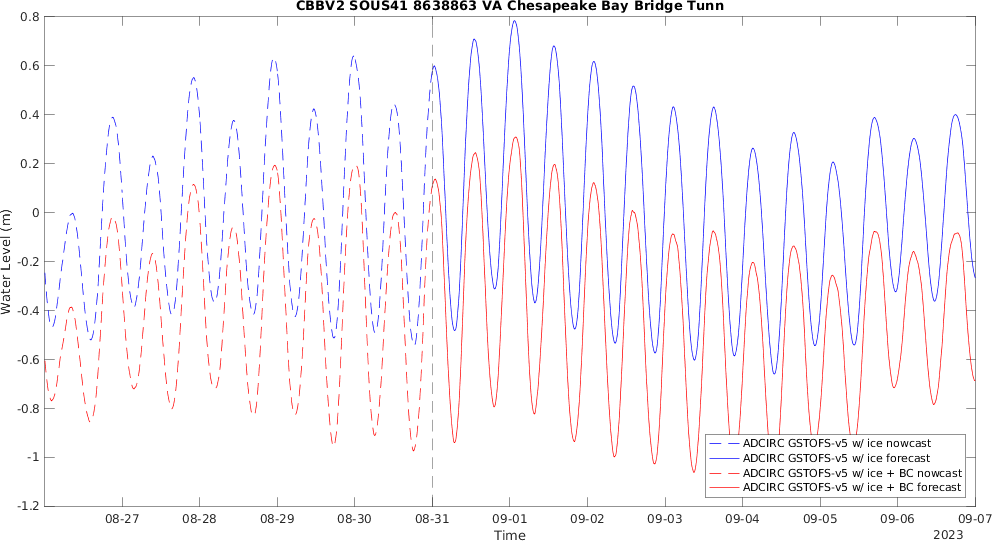 CBBV2 SOUS41 8638863 VA Chesapeake Bay Bridge Tunn
0.8
0.6
0.4
0.2
0
-0.2
-0.4
-0.6
-0.8
-1
-1.2
Water Level (m)
ADCIRC GSTOFS-v5 w/ ice nowcast
ADCIRC GSTOFS-v5 w/ ice forecast
ADCIRC GSTOFS-v5 w/ ice + BC nowcast
ADCIRC GSTOFS-v5 w/ ice + BC forecast
08-27 08-28 08-29 08-30 08-31 09-01 09-02 09-03 09-04 09-05 09-06 09-07
Time
2023